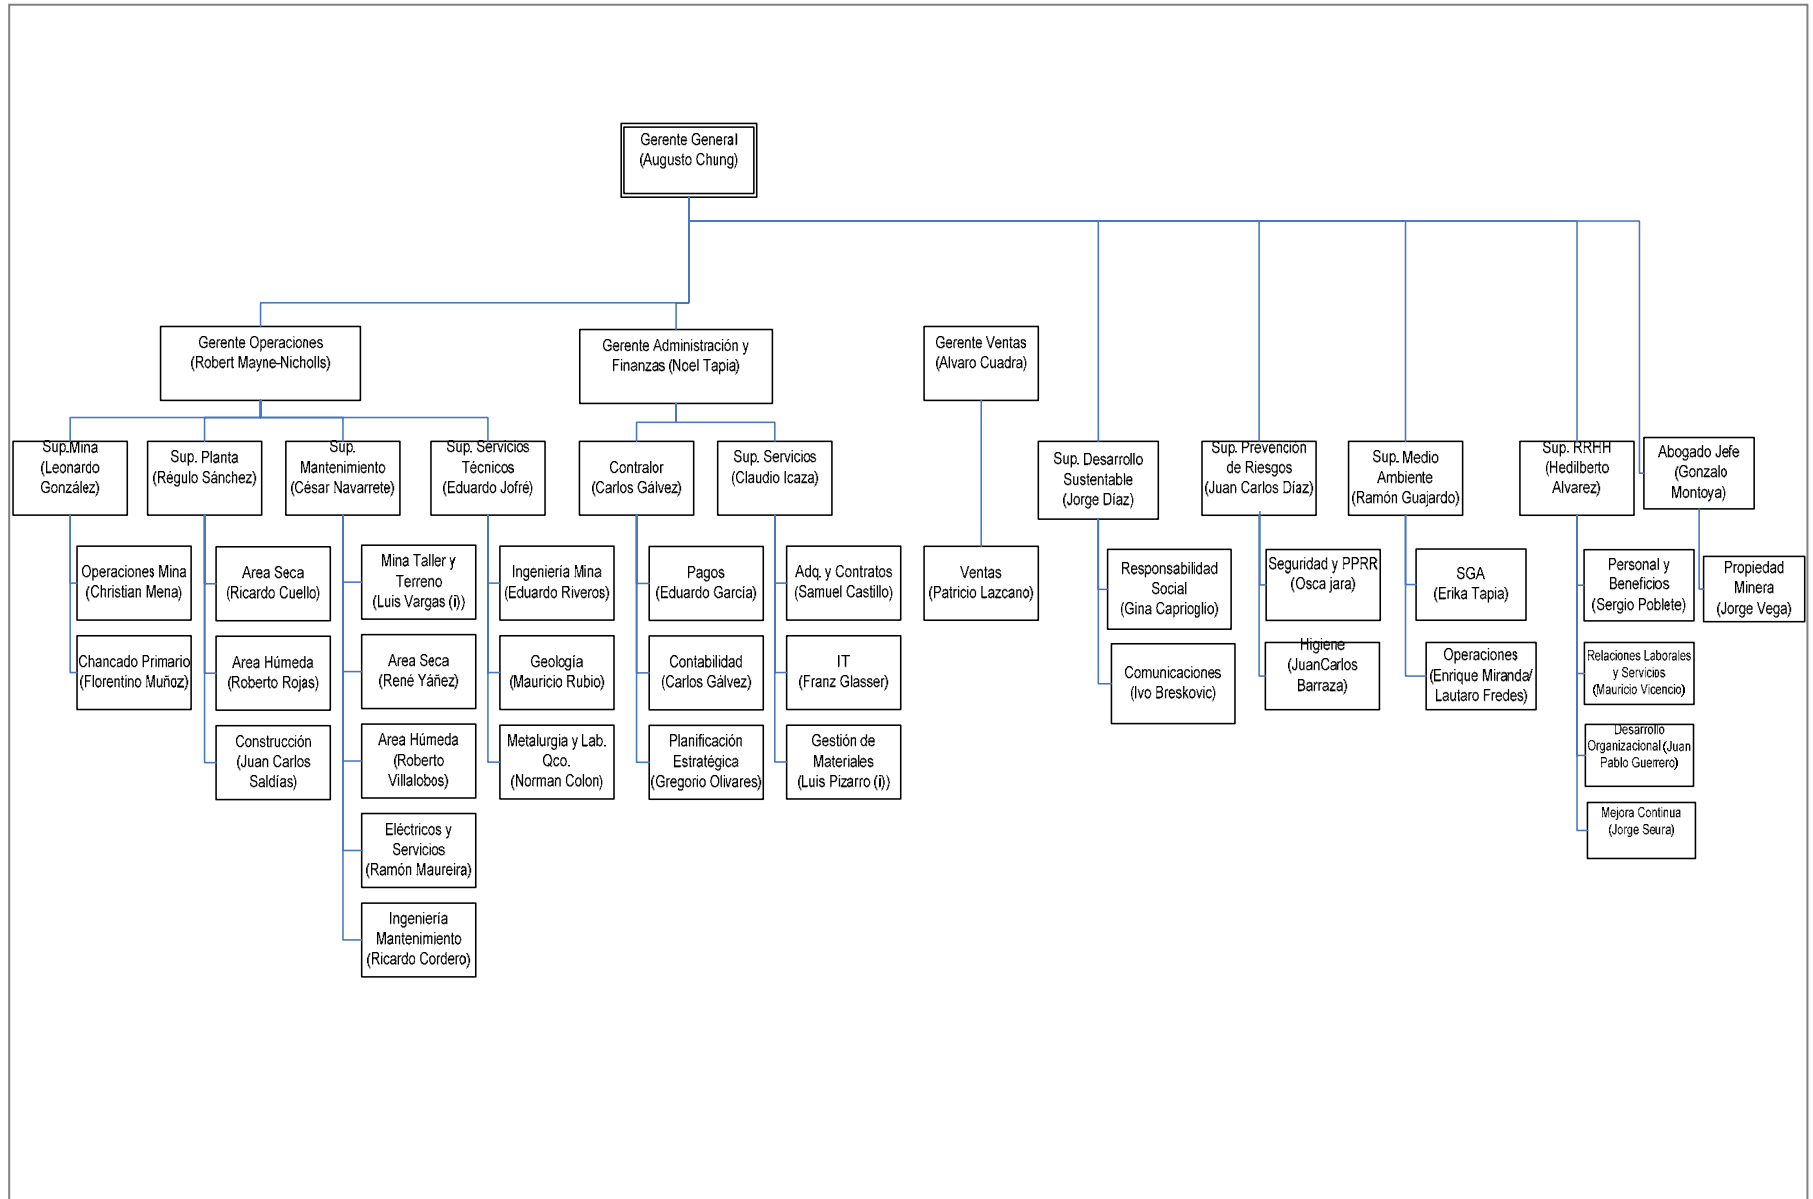 Gerente General
(Augusto Chung)
Gerente Operaciones
(Robert Mayne-Nicholls)
Gerente Administración y
Finanzas (Noel Tapia)
Gerente Ventas
(Alvaro Cuadra)
Sup.Mina
(Leonardo
González)
Sup. Planta
(Régulo Sánchez)
Sup.
Mantenimiento
(César Navarrete)
Sup. Servicios
Técnicos
(Eduardo Jofré)
Contralor
(Carlos Gálvez)
Sup. Servicios
(Claudio Icaza)
Sup. Desarrollo
Sustentable
(Jorge Díaz)
Sup. Prevención
de Riesgos
(Juan Carlos Díaz)
Sup. Medio
Ambiente
(Ramón Guajardo)
Sup. RRHH
(Hedilberto
Alvarez)
Abogado Jefe
(Gonzalo
Montoya)
Operaciones Mina
(Christian Mena)
Chancado Primario
(Florentino Muñoz)
Area Seca
(Ricardo Cuello)
Area Húmeda
(Roberto Rojas)
Construcción
(Juan Carlos
Saldías)
Mina Taller y
Terreno
(Luis Vargas (i))
Area Seca
(René Yáñez)
Area Húmeda
(Roberto
Villalobos)
Eléctricos y
Servicios
(Ramón Maureira)
Ingeniería
Mantenimiento
(Ricardo Cordero)
Ingeniería Mina
(Eduardo Riveros)
Geología
(Mauricio Rubio)
Metalurgia y Lab.
Qco.
(Norman Colon)
Pagos
(Eduardo García)
Contabilidad
(Carlos Gálvez)
Planificación
Estratégica
(Gregorio Olivares)
Adq. y Contratos
(Samuel Castillo)
IT
(Franz Glasser)
Gestión de
Materiales
(Luis Pizarro (i))
Ventas
(Patricio Lazcano)
Responsabilidad
Social
(Gina Caprioglio)
Comunicaciones
(Ivo Breskovic)
Seguridad y PPRR
(Osca jara)
Higiene
(JuanCarlos
Barraza)
SGA
(Erika Tapia)
Operaciones
(Enrique Miranda/
Lautaro Fredes)
Personal y
Beneficios
(Sergio Poblete)
Relaciones Laborales
y Servicios
(Mauricio Vicencio)
Desarrollo
Organizacional (Juan
Pablo Guerrero)
Mejora Continua
(Jorge Seura)
Propiedad
Minera
(Jorge Vega)